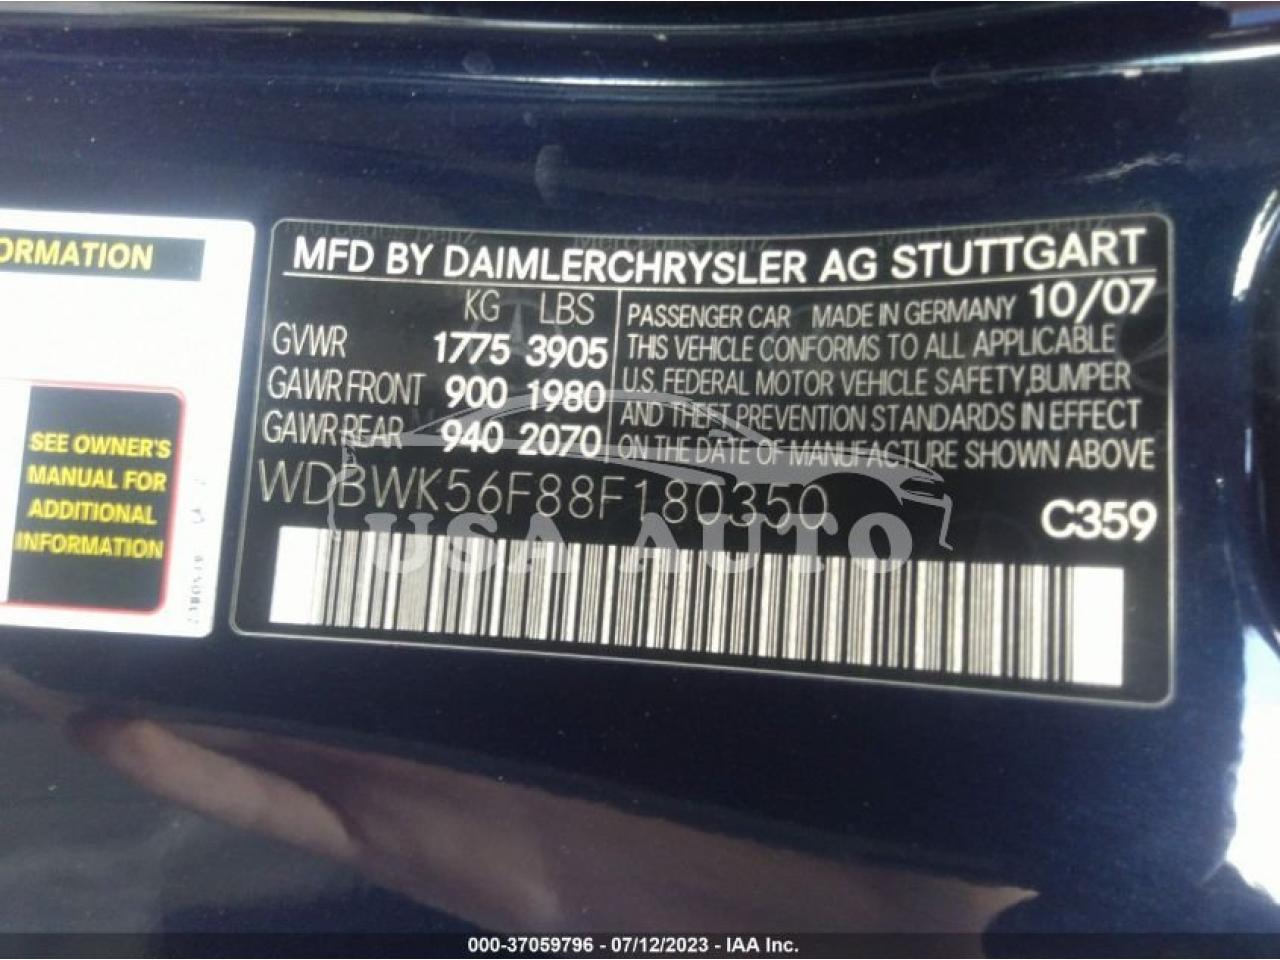 ORMATION
SEE OWNER'S
MANUAL FOR
ADDITIONAL
INFORMATION
MFD BY DAIMLERCHRYSLER AG STUTTGART
KG LBS
GVWR 1775 3905
GAWR FRONT 900 1980
GAWR REAR 940 2070
PASSENGER CAR MADE IN GERMANY 10/07
THIS VEHICLE CONFORMS TO ALL APPLICABLE
U.S. FEDERAL MOTOR VEHICLE SAFETY,BUMPER
AND THEFT PREVENTION STANDARDS IN EFFECT
ON THE DATE OF MANUFACTURE SHOWN ABOVE
WDBWK56F88F180350
C359
USA AUTO
000-37059796 - 07/12/2023 - IAA Inc.